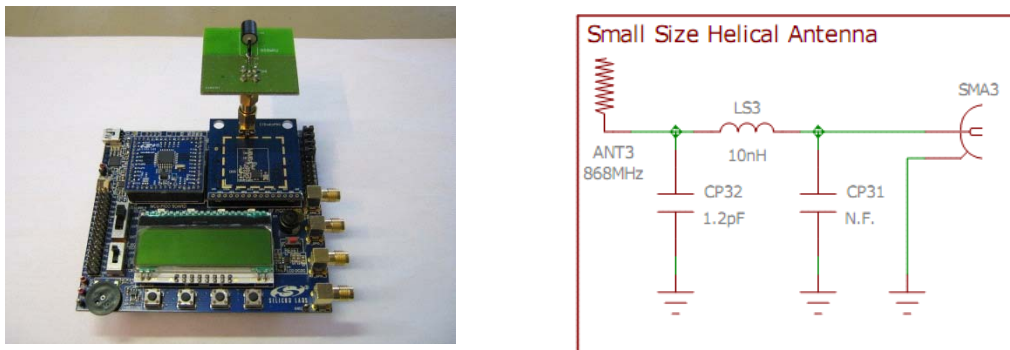 SILICON LABS
Small Size Helical Antenna
SMA3
LS3
ANT3
10nH
868MHz
CP32
CP31
1.2pF
N.F.